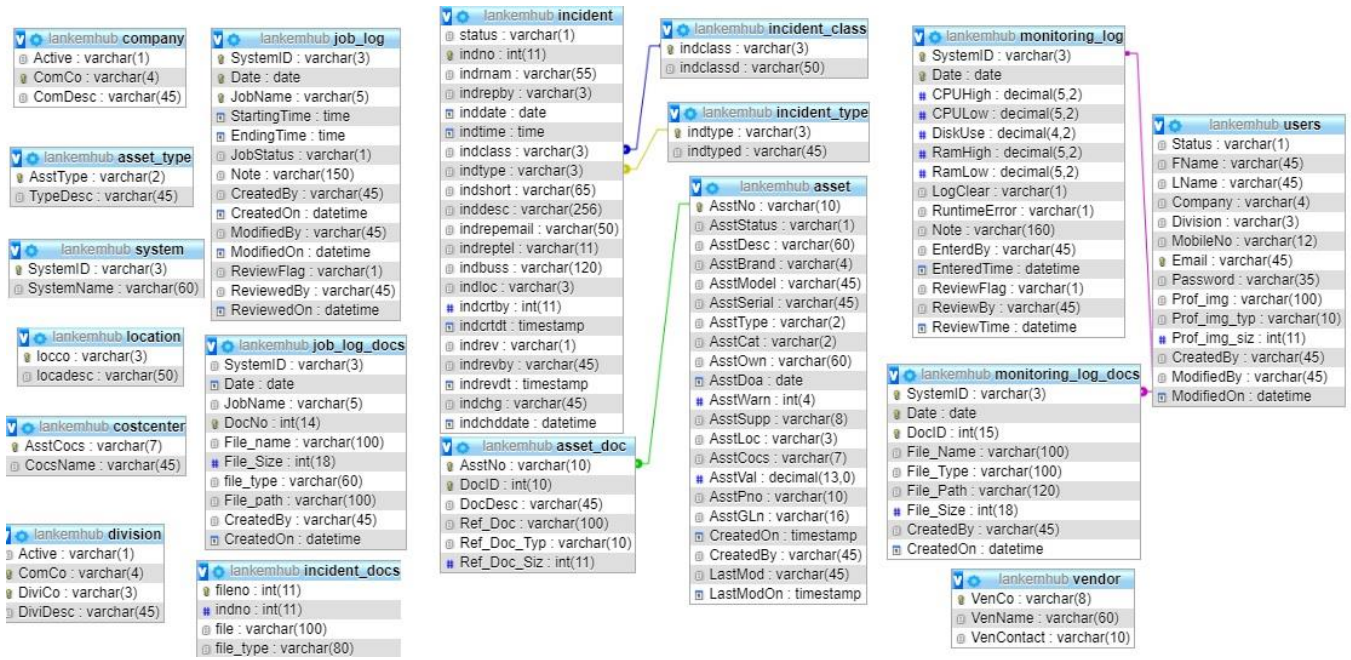 lankemhub company
Active : varchar(1)
ComCo : varchar(4)
ComDesc : varchar(45)
lankemhub asset_type
AsstType : varchar(2)
TypeDesc : varchar(45)
lankemhub system
SystemID : varchar(3)
SystemName : varchar(60)
lankemhub location
locco : varchar(3)
locadesc : varchar(50)
lankemhub costcenter
AsstCocs : varchar(7)
CocsName : varchar(45)
lankemhub division
Active : varchar(1)
ComCo : varchar(4)
DiviCo : varchar(3)
DiviDesc : varchar(45)
lankemhub job_log
SystemID : varchar(3)
Date : date
JobName : varchar(5)
StartingTime : time
EndingTime : time
JobStatus : varchar(1)
Note : varchar(150)
CreatedBy : varchar(45)
CreatedOn : datetime
ModifiedBy : varchar(45)
ModifiedOn : datetime
ReviewFlag : varchar(1)
ReviewedBy : varchar(45)
ReviewedOn : datetime
lankemhub job_log_docs
SystemID : varchar(3)
Date : date
JobName : varchar(5)
DocNo : int(14)
File_name : varchar(100)
File_Size : int(18)
file_type : varchar(60)
File_path : varchar(100)
CreatedBy : varchar(45)
CreatedOn : datetime
lankemhub incident_docs
fileno : int(11)
indno : int(11)
file : varchar(100)
file_type : varchar(80)
lankemhub incident
status : varchar(1)
indno : int(11)
indrnam : varchar(55)
indrepby : varchar(3)
inddate : date
indtime : time
indclass : varchar(3)
indtype : varchar(3)
indshort : varchar(65)
inddesc : varchar(256)
indrepemail : varchar(50)
indreptel : varchar(11)
indbuss : varchar(120)
indloc : varchar(3)
indcrtby : int(11)
indcrtdt : timestamp
indrev : varchar(1)
indrevby : varchar(45)
indrevdt : timestamp
indchg : varchar(45)
indchddate : datetime
lankemhub asset_doc
AsstNo : varchar(10)
DocID : int(10)
DocDesc : varchar(45)
Ref_Doc : varchar(100)
Ref_Doc_Typ : varchar(10)
Ref_Doc_Siz : int(11)
lankemhub incident_class
indclass : varchar(3)
indclassd : varchar(50)
lankemhub incident_type
indtype : varchar(3)
indtyped : varchar(45)
lankemhub asset
AsstNo : varchar(10)
AsstStatus : varchar(1)
AsstDesc : varchar(60)
AsstBrand : varchar(4)
AsstModel : varchar(45)
AsstSerial : varchar(45)
AsstType : varchar(2)
AsstCat : varchar(2)
AsstOwn : varchar(60)
AsstDoa : date
AsstWarn : int(4)
AsstSupp : varchar(8)
AsstLoc : varchar(3)
AsstCocs : varchar(7)
AsstVal : decimal(13,0)
AsstPno : varchar(10)
AsstGLn : varchar(16)
CreatedOn : timestamp
CreatedBy : varchar(45)
LastMod : varchar(45)
LastModOn : timestamp
lankemhub monitoring_log
SystemID : varchar(3)
Date : date
CPUHigh : decimal(5,2)
CPULow : decimal(5,2)
DiskUse : decimal(4,2)
RamHigh : decimal(5,2)
RamLow : decimal(5,2)
LogClear : varchar(1)
RuntimeError : varchar(1)
Note : varchar(160)
EnterdBy : varchar(45)
EnteredTime : datetime
ReviewFlag : varchar(1)
ReviewBy : varchar(45)
ReviewTime : datetime
lankemhub monitoring_log_docs
SystemID : varchar(3)
Date : date
DocID : int(15)
File_Name : varchar(100)
File_Type : varchar(100)
File_Path : varchar(120)
File_Size : int(18)
CreatedBy : varchar(45)
CreatedOn : datetime
lankemhub vendor
VenCo : varchar(8)
VenName : varchar(60)
VenContact : varchar(10)
lankemhub users
Status : varchar(1)
FName : varchar(45)
LName : varchar(45)
Company : varchar(4)
Division : varchar(3)
MobileNo : varchar(12)
Email : varchar(45)
Password : varchar(35)
Prof_img : varchar(100)
Prof_img_typ : varchar(10)
Prof_img_siz : int(11)
CreatedBy : varchar(45)
ModifiedBy : varchar(45)
ModifiedOn : datetime